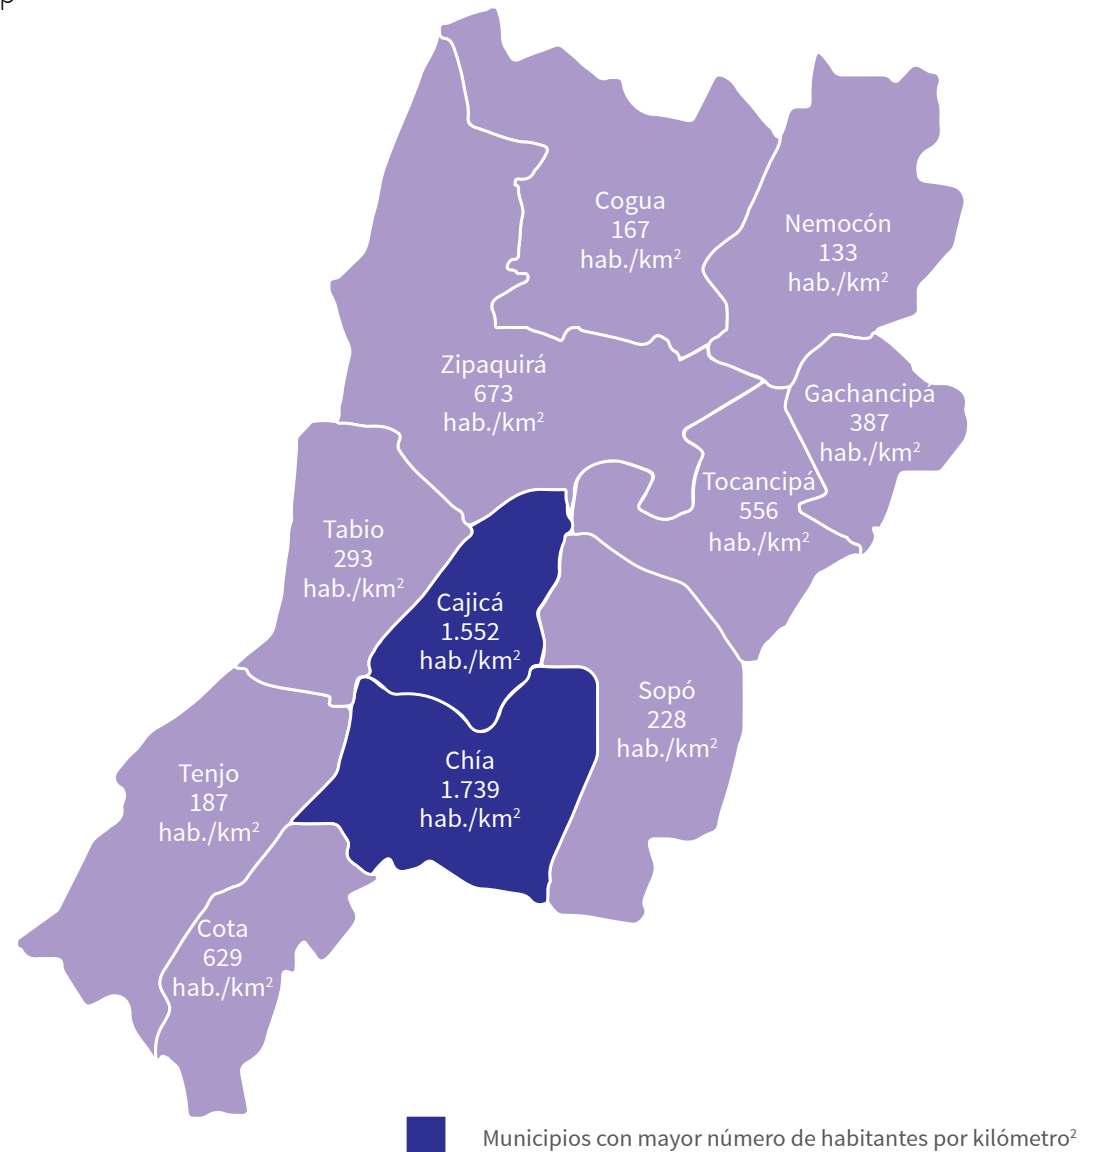 p
Cogua
167
hab./km²
Nemocón
133
hab./km²
Zipaquirá
673
hab./km²
Gachancipá
387
hab./km²
Tocancipá
556
hab./km²
Tabio
293
hab./km²
Cajicá
1.552
hab./km²
Sopó
228
hab./km²
Chía
1.739
hab./km²
Tenjo
187
hab./km²
Cota
629
hab./km²
Municipios con mayor número de habitantes por kilómetro²